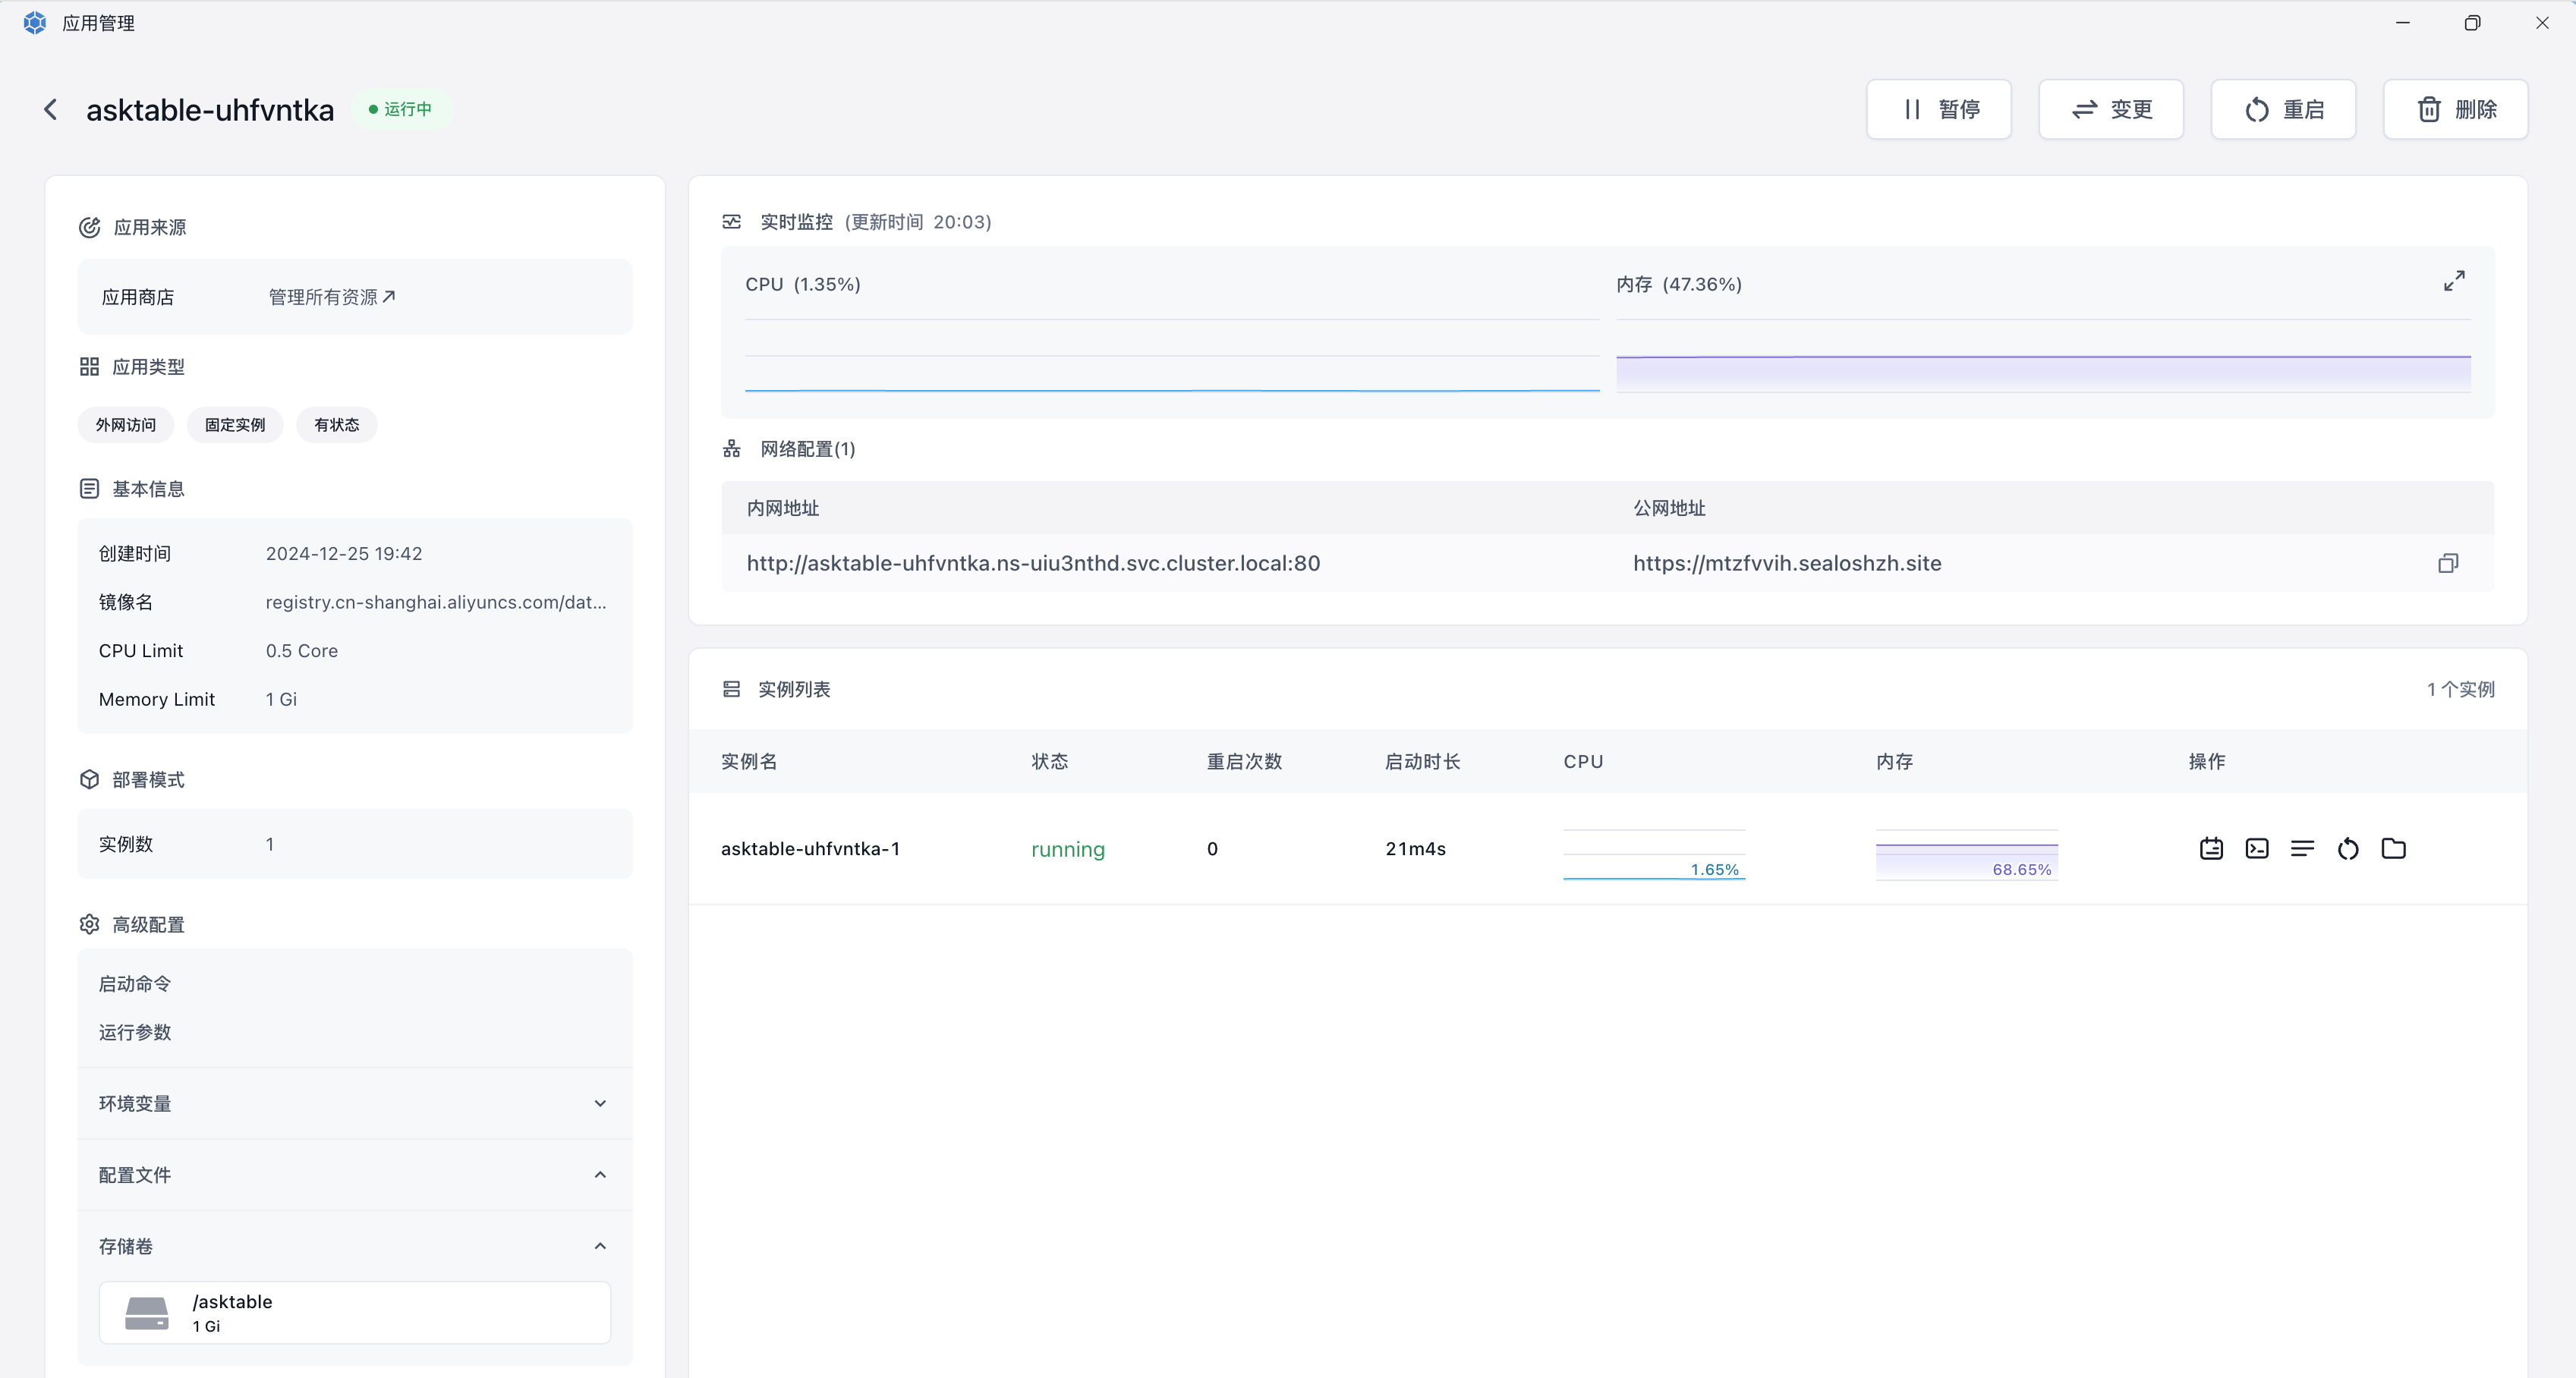 应用管理
asktable-uhfvntka
运行中
暂停
变更
重启
删除
应用来源
应用商店 管理所有资源
应用类型
外网访问 固定实例 有状态
基本信息
创建时间 2024-12-25 19:42
镜像名 registry.cn-shanghai.aliyuncs.com/dat...
CPU Limit 0.5 Core
Memory Limit 1 Gi
部署模式
实例数 1
高级配置
启动命令
运行参数
环境变量
配置文件
存储卷
/asktable
1 Gi
实时监控 (更新时间 20:03)
CPU (1.35%)
内存 (47.36%)
网络配置(1)
内网地址 公网地址
http://asktable-uhfvntka.ns-uiu3nthd.svc.cluster.local:80 https://mtzfvvih.sealoshzh.site
实例列表 1 个实例
实例名 状态 重启次数 启动时长 CPU 内存 操作
asktable-uhfvntka-1 running 0 21m4s 1.65% 68.65%